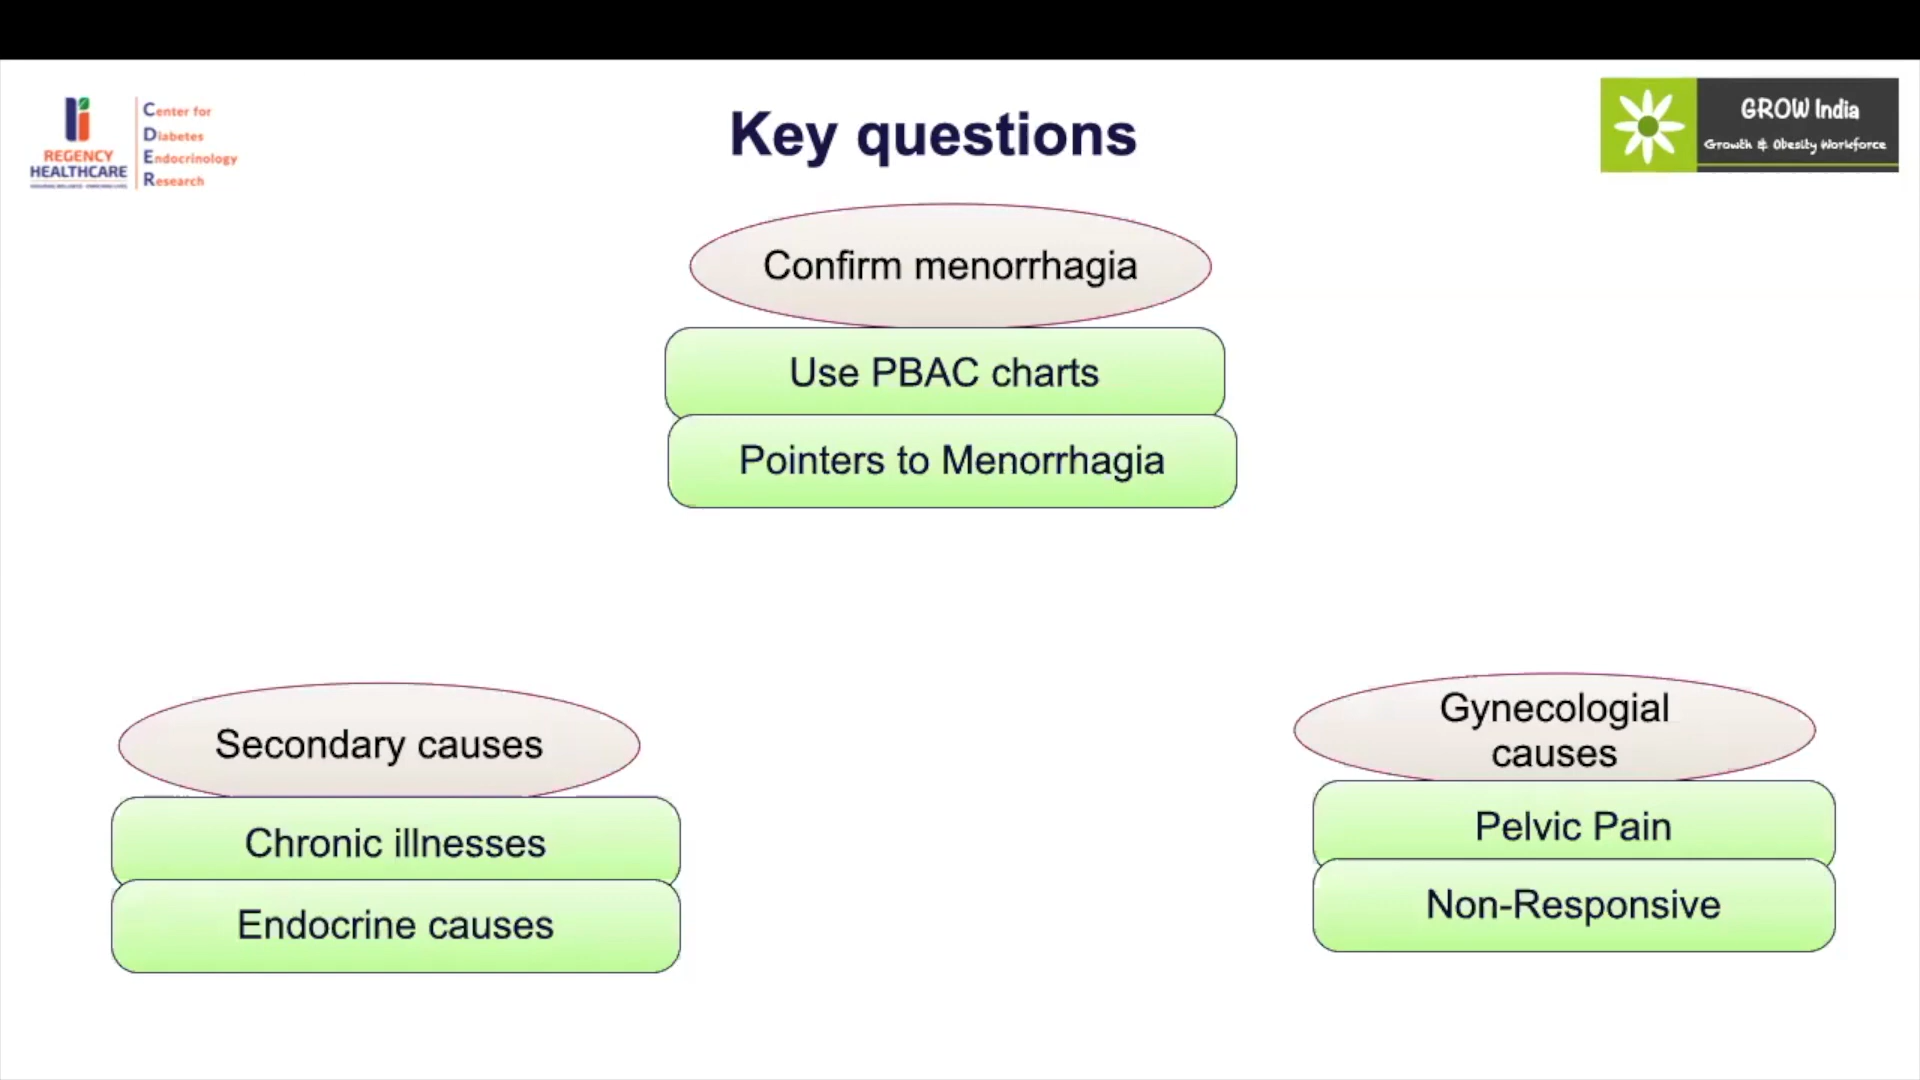 REGENCY
HEALTHCARE
Center for
Diabetes
Endocrinology
Research
Key questions
GROW India
Growth & Obesity Workforce
Confirm menorrhagia
Use PBAC charts
Pointers to Menorrhagia
Secondary causes
Chronic illnesses
Endocrine causes
Gynecologial
causes
Pelvic Pain
Non-Responsive